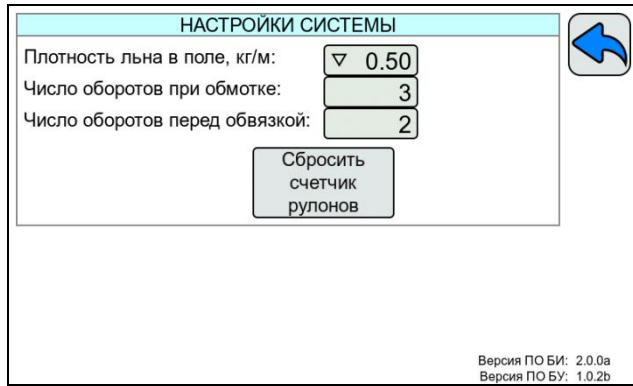 НАСТРОЙКИ СИСТЕМЫ
Плотность льна в поле, кг/м: ▽ 0.50
Число оборотов при обмотке: 3
Число оборотов перед обвязкой: 2
Сбросить
счетчик
рулонов
Версия ПО БИ: 2.0.0a
Версия ПО БУ: 1.0.2b